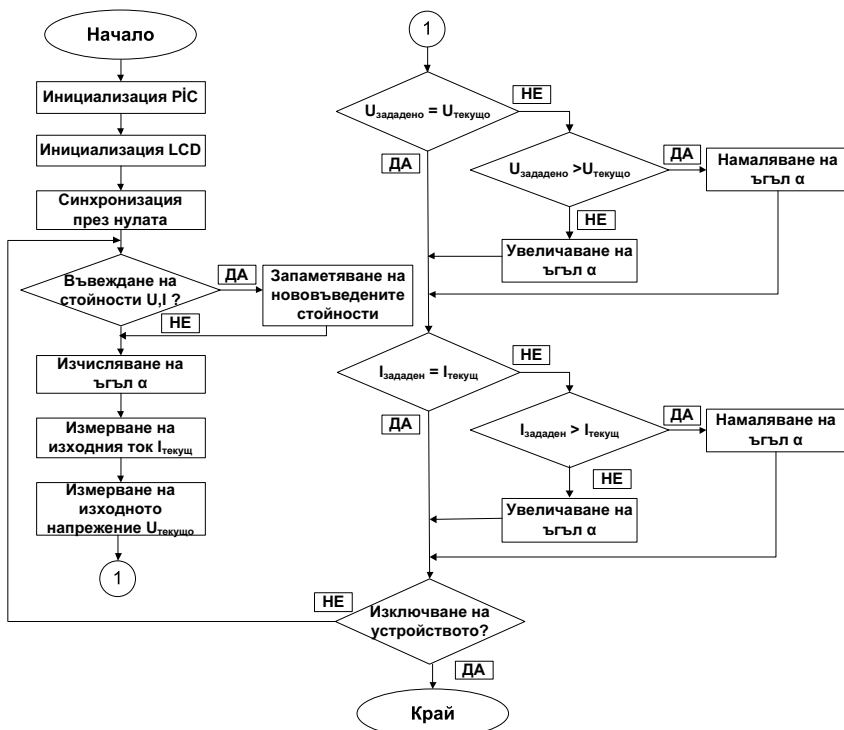 Начало
Инициализация PİC
Инициализация LCD
Синхронизация
през нулата
Въвеждане на
стойности U,I ?
ДА
Запаметяване на
нововъведените
стойности
НЕ
Изчисляване на
ъгъл α
Измерване на
изходния ток Iтекущ
Измерване на
изходното
напрежение Uтекущо
1
1
Uзададено = Uтекущо
НЕ
ДА
Uзададено >Uтекущо
ДА
Намаляване на
ъгъл α
НЕ
Увеличаване на
ъгъл α
Iзададен = Iтекущ
НЕ
ДА
Iзададен > Iтекущ
ДА
Намаляване на
ъгъл α
НЕ
Увеличаване на
ъгъл α
Изключване на
устройството?
НЕ
ДА
Край